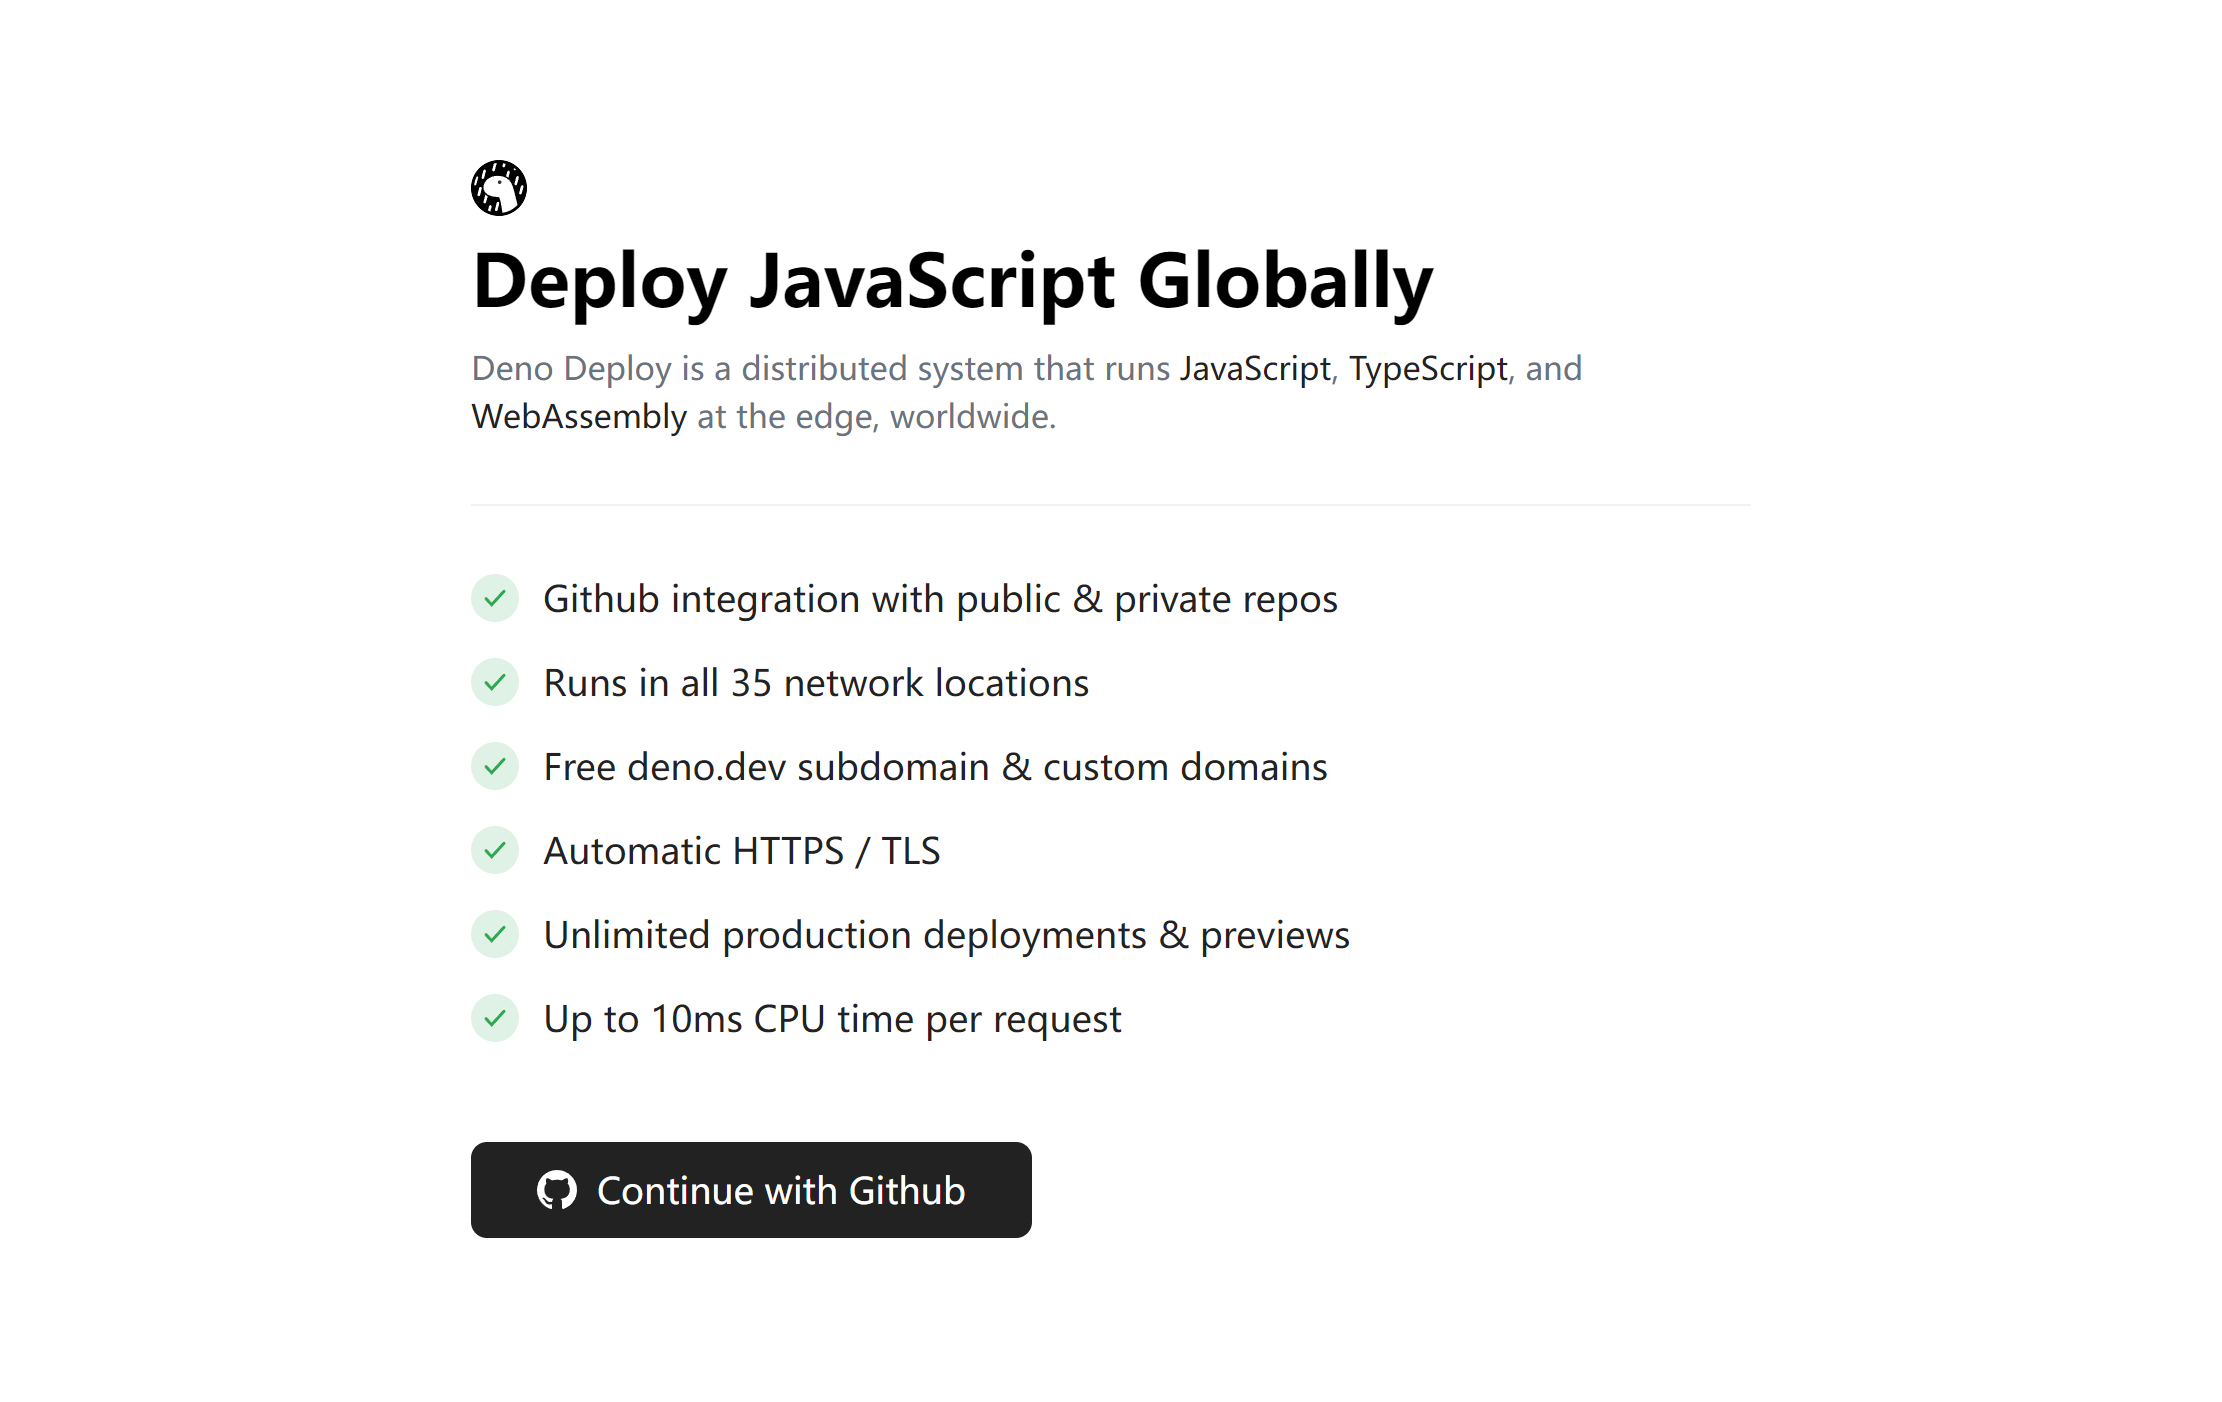 Deploy JavaScript Globally
Deno Deploy is a distributed system that runs JavaScript, TypeScript, and
WebAssembly at the edge, worldwide.
Github integration with public & private repos
Runs in all 35 network locations
Free deno.dev subdomain & custom domains
Automatic HTTPS / TLS
Unlimited production deployments & previews
Up to 10ms CPU time per request
Continue with Github